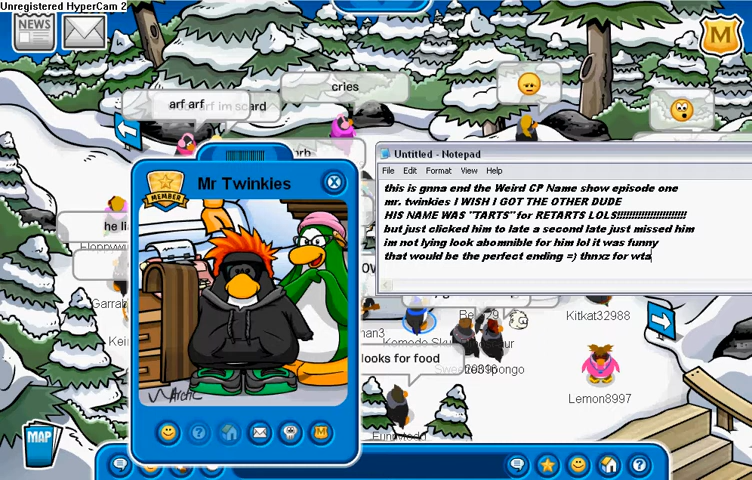 Unregistered HyperCam 2
NEWS
M
cries
arf arf
arf im scard
Mr Twinkles
MEMBER
Untitled - Notepad
File Edit Format View Help
this is gnna end the Weird CP Name show episode one
mr. twinkies I WISH I GOT THE OTHER DUDE
HIS NAME WAS "TARTS" for RETARTS LOLS!!!!!!!!!!!!!!!!!!!!!!!!
but just clicked him to late a second late just missed him
im not lying look abomnible for him lol it was funny
that would be the perfect ending =) thnxz for wta
he li
Kitkat32988
looks for food
Lemon8997
MAP